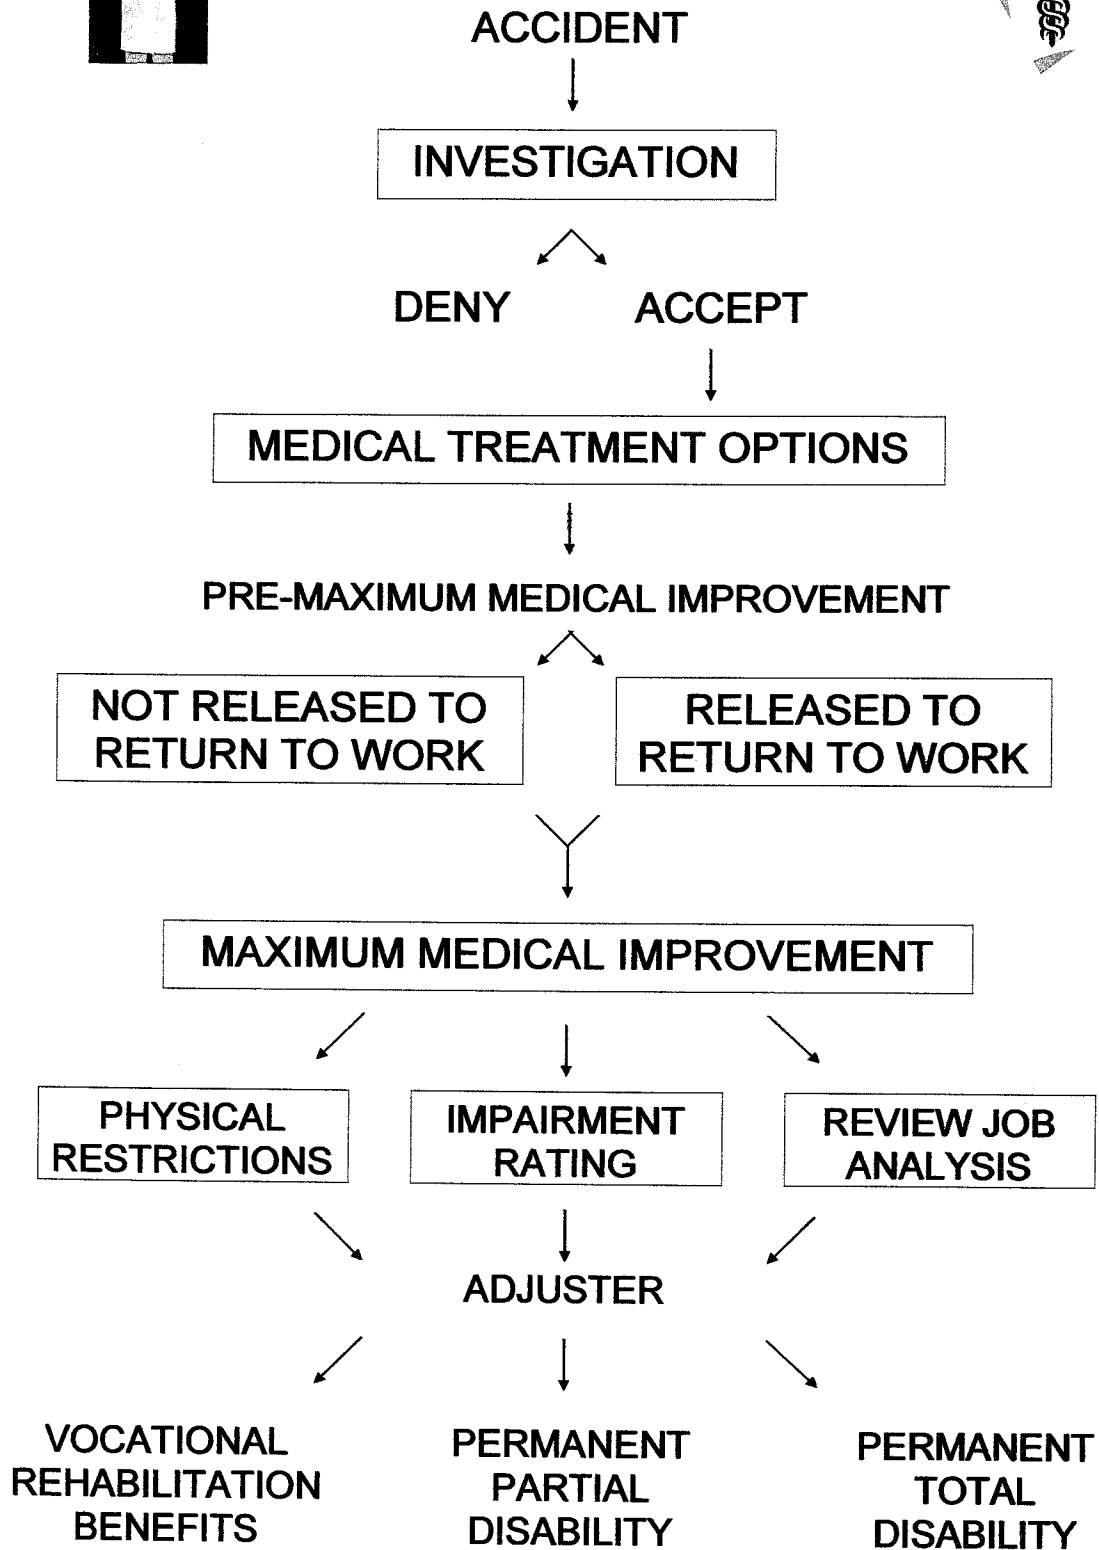 ACCIDENT
INVESTIGATION
DENY ACCEPT
MEDICAL TREATMENT OPTIONS
PRE-MAXIMUM MEDICAL IMPROVEMENT
NOT RELEASED TO
RETURN TO WORK
RELEASED TO
RETURN TO WORK
MAXIMUM MEDICAL IMPROVEMENT
PHYSICAL
RESTRICTIONS
IMPAIRMENT
RATING
REVIEW JOB
ANALYSIS
ADJUSTER
VOCATIONAL
REHABILITATION
BENEFITS
PERMANENT
PARTIAL
DISABILITY
PERMANENT
TOTAL
DISABILITY